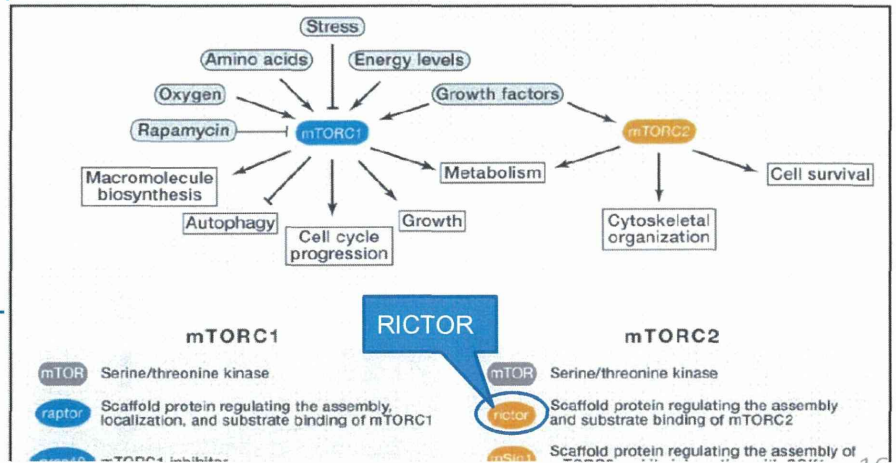 Stress
Amino acids
Energy levels
Oxygen
Growth factors
Rapamycin
mTORC1
mTORC2
Macromolecule
biosynthesis
Metabolism
Cell survival
Autophagy
Growth
Cell cycle
progression
Cytoskeletal
organization
RICTOR
mTORC1
mTOR Serine/threonine kinase
raptor Scaffold protein regulating the assembly,
localization, and substrate binding of mTORC1
mTORC1 inhibitor
mTORC2
mTOR Serine/threonine kinase
rictor Scaffold protein regulating the assembly
and substrate binding of mTORC2
mSin1 Scaffold protein regulating the assembly of